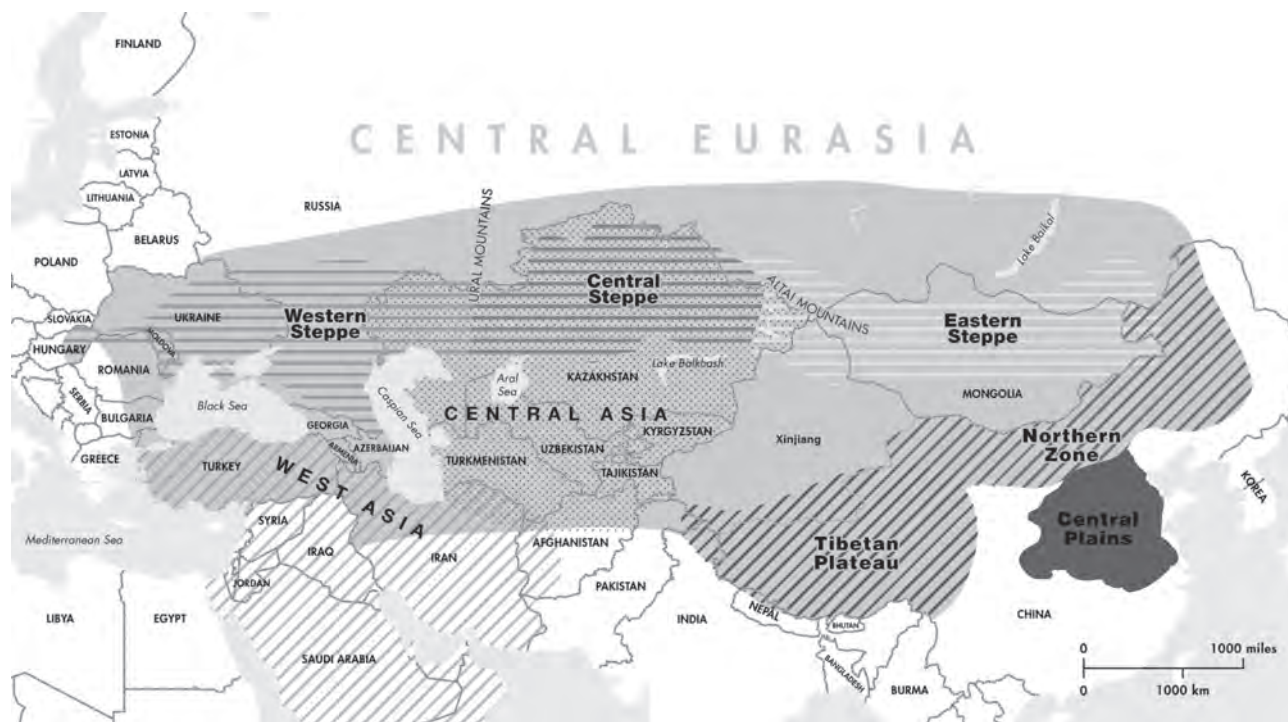 FINLAND
CENTRAL EURASIA
ESTONIA
LATVIA
LITHUANIA
RUSSIA
URAL MOUNTAINS
BELARUS
POLAND
Lake Baikal
Central
Steppe
ALTAI MOUNTAINS
SLOVAKIA
UKRAINE
Western
Steppe
Eastern
Steppe
HUNGARY
MOLDOVA
ROMANIA
Lake Balkhash
KAZAKHSTAN
Aral
Sea
MONGOLIA
SERBIA
Black Sea
Caspian Sea
CENTRAL ASIA
BULGARIA
GEORGIA
KYRGYZSTAN
Xinjiang
Northern
Zone
ARMENIA
AZERBAIJAN
UZBEKISTAN
GREECE
TURKEY
WEST ASIA
TURKMENISTAN
TAJIKISTAN
KOREA
SYRIA
Central
Plains
Mediterranean Sea
IRAQ
IRAN
AFGHANISTAN
Tibetan
Plateau
JORDAN
PAKISTAN
LIBYA
EGYPT
INDIA
NEPAL
BHUTAN
CHINA
SAUDI ARABIA
BANGLADESH
BURMA
0 1000 miles
0 1000 km